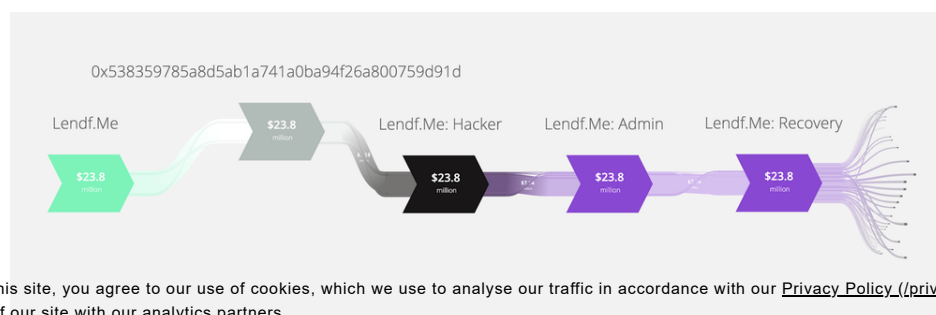 0x538359785a8d5ab1a741a0ba94f26a800759d91d
Lendf.Me
$23.8
million
$23.8
million
Lendf.Me: Hacker
$23.8
million
Lendf.Me: Admin
$23.8
million
Lendf.Me: Recovery
$23.8
million
his site, you agree to our use of cookies, which we use to analyse our traffic in accordance with our Privacy Policy (/priv
f our site with our analytics partners